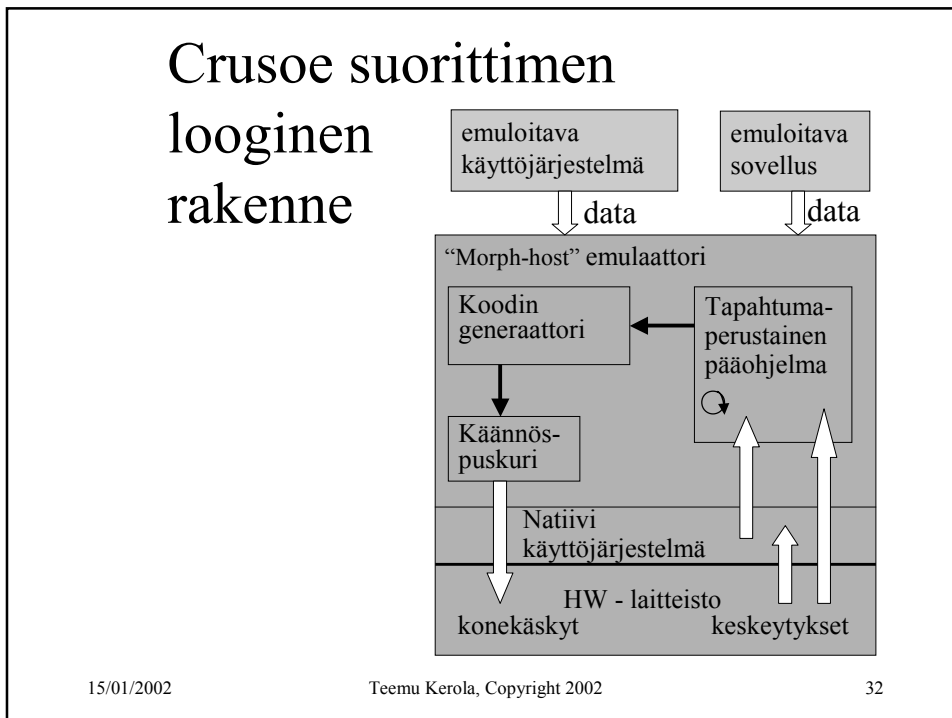 Crusoe suorittimen
looginen
rakenne
emuloitava
käyttöjärjestelmä
emuloitava
sovellus
data
data
“Morph-host” emulaattori
Koodin
generaattori
Tapahtuma-
perustainen
pääohjelma
Käännös-
puskuri
Natiivi
käyttöjärjestelmä
HW - laitteisto
konekäskyt
keskeytykset
15/01/2002
Teemu Kerola, Copyright 2002
32